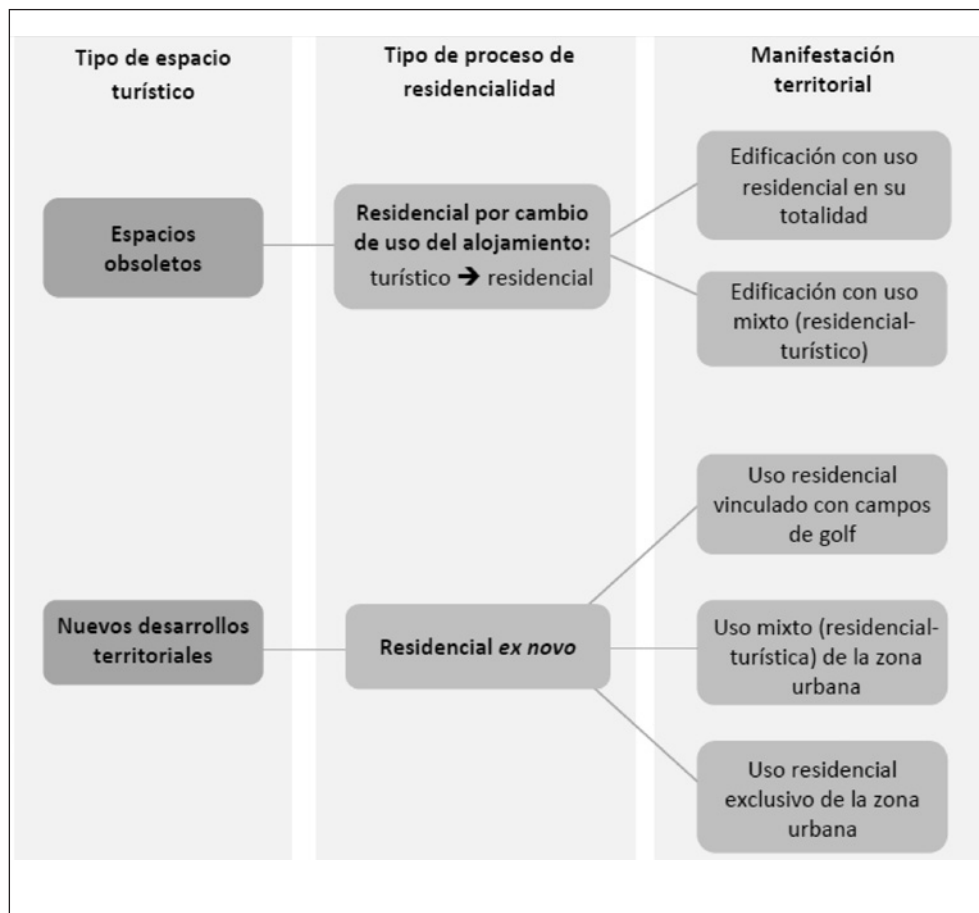 Tipo de espacio
turístico
Tipo de proceso de
residencialidad
Manifestación
territorial
Espacios
obsoletos
Residencial por cambio
de uso del alojamiento:
turístico ➔ residencial
Edificación con uso
residencial en su
totalidad
Edificación con uso
mixto (residencial-
turístico)
Nuevos desarrollos
territoriales
Residencial ex novo
Uso residencial
vinculado con campos
de golf
Uso mixto (residencial-
turística) de la zona
urbana
Uso residencial
exclusivo de la zona
urbana